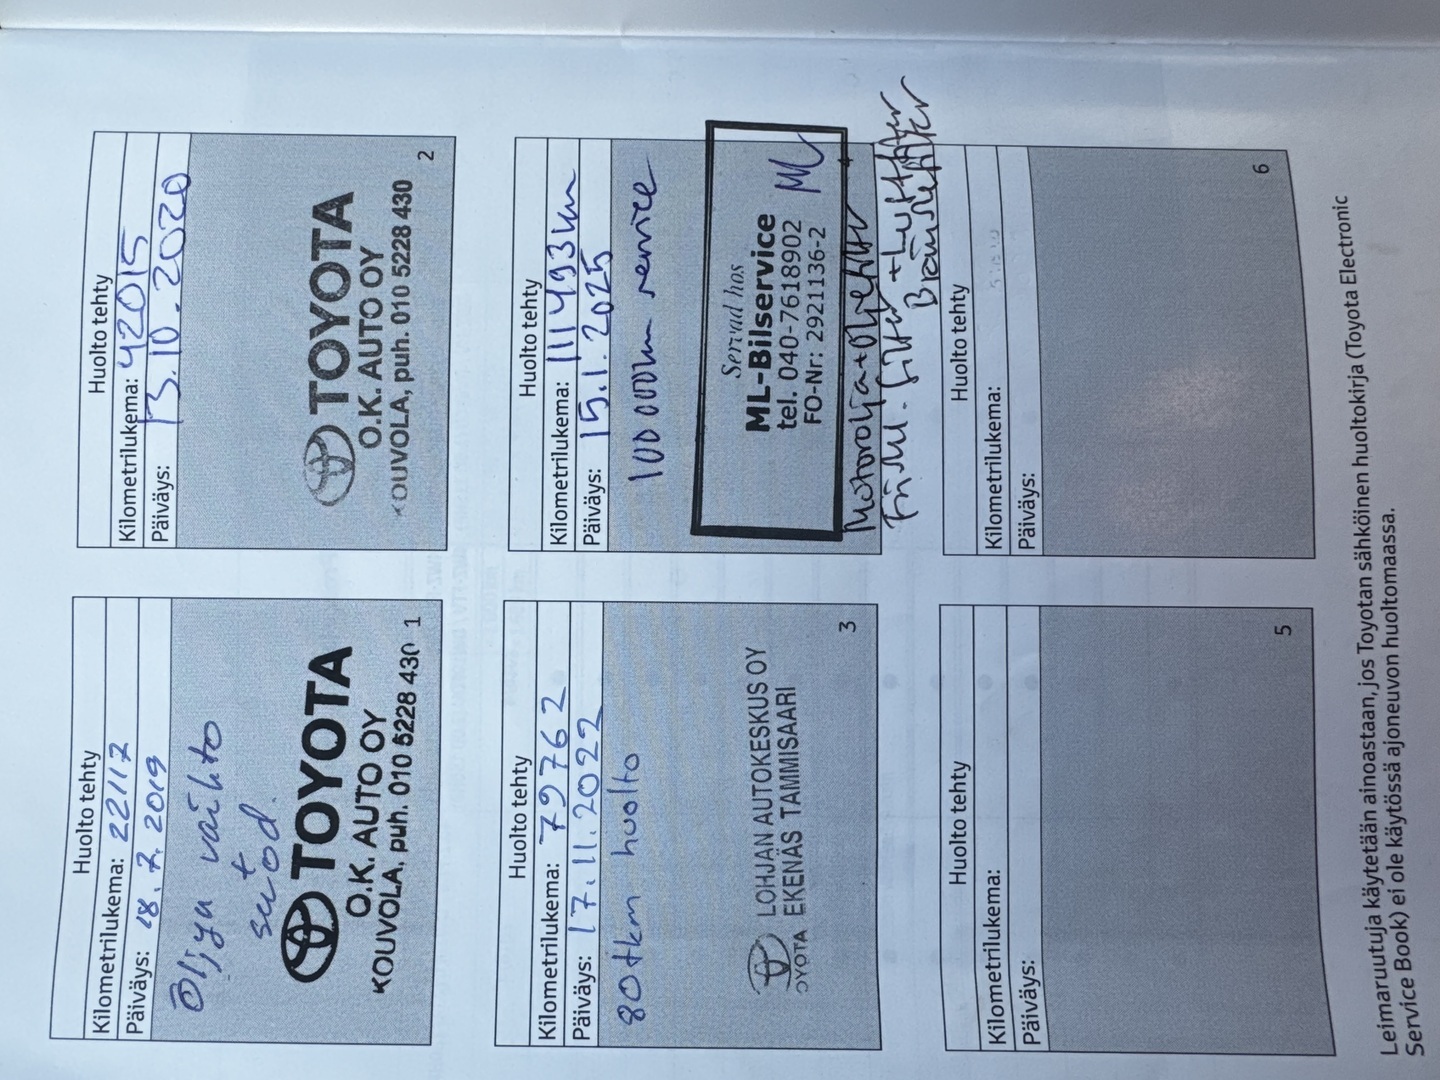 Huolto tehty
Kilometrilukema: 22117
Päiväys: 18.7.2019
Öljyn vaihto
suod.
TOYOTA
O.K. AUTO OY
KOUVOLA, puh. 010 5228 430
1
Huolto tehty
Kilometrilukema: 42015
Päiväys: 13.10.2020
TOYOTA
O.K. AUTO OY
KOUVOLA, puh. 010 5228 430
2
Huolto tehty
Kilometrilukema: 79762
Päiväys: 17.11.2022
80tkm huolto
LOHJAN AUTOKESKUS OY
TOYOTA EKENÄS TAMMISAARI
3
Huolto tehty
Kilometrilukema: 111493km
Päiväys: 15.1.2025
100 000km service
Servad hos
ML-Bilservice
tel. 040-7618902
FO-Nr: 2921136-2
ML
Motorolja+oljefilter
filter+Luftfilter
Huolto tehty
Kilometrilukema:
Päiväys:
5
Huolto tehty
Kilometrilukema:
Päiväys:
6
Leimaruutuja käytetään ainoastaan, jos Toyotan sähköinen huoltokirja (Toyota Electronic
Service Book) ei ole käytössä ajoneuvon huoltomaassa.